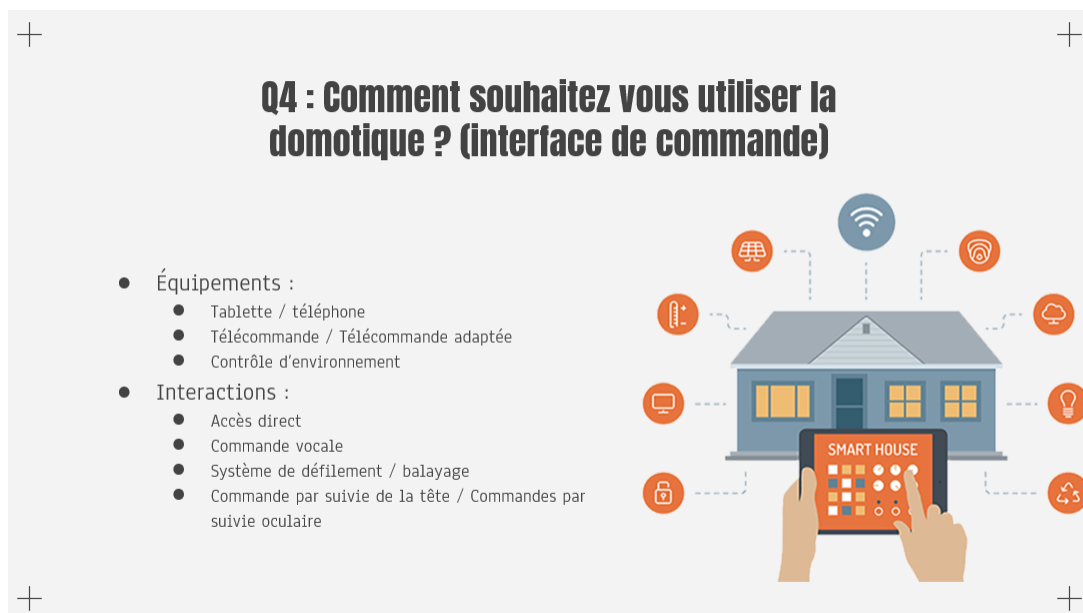 Q4 : Comment souhaitez vous utiliser la
domotique ? (interface de commande)
● Équipements :
● Tablette / téléphone
● Télécommande / Télécommande adaptée
● Contrôle d'environnement
● Interactions :
● Accès direct
● Commande vocale
● Système de défilement / balayage
● Commande par suivie de la tête / Commandes par
suivie oculaire
SMART HOUSE